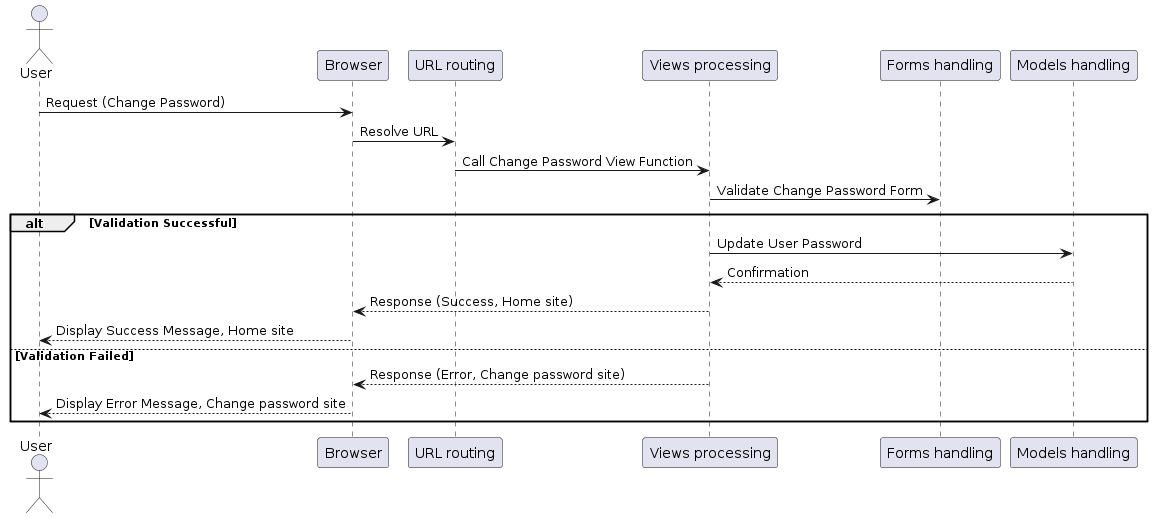 User
Browser
URL routing
Views processing
Forms handling
Models handling
Request (Change Password)
Resolve URL
Call Change Password View Function
Validate Change Password Form
alt [Validation Successful]
Update User Password
Confirmation
Response (Success, Home site)
Display Success Message, Home site
[Validation Failed]
Response (Error, Change password site)
Display Error Message, Change password site
User
Browser
URL routing
Views processing
Forms handling
Models handling